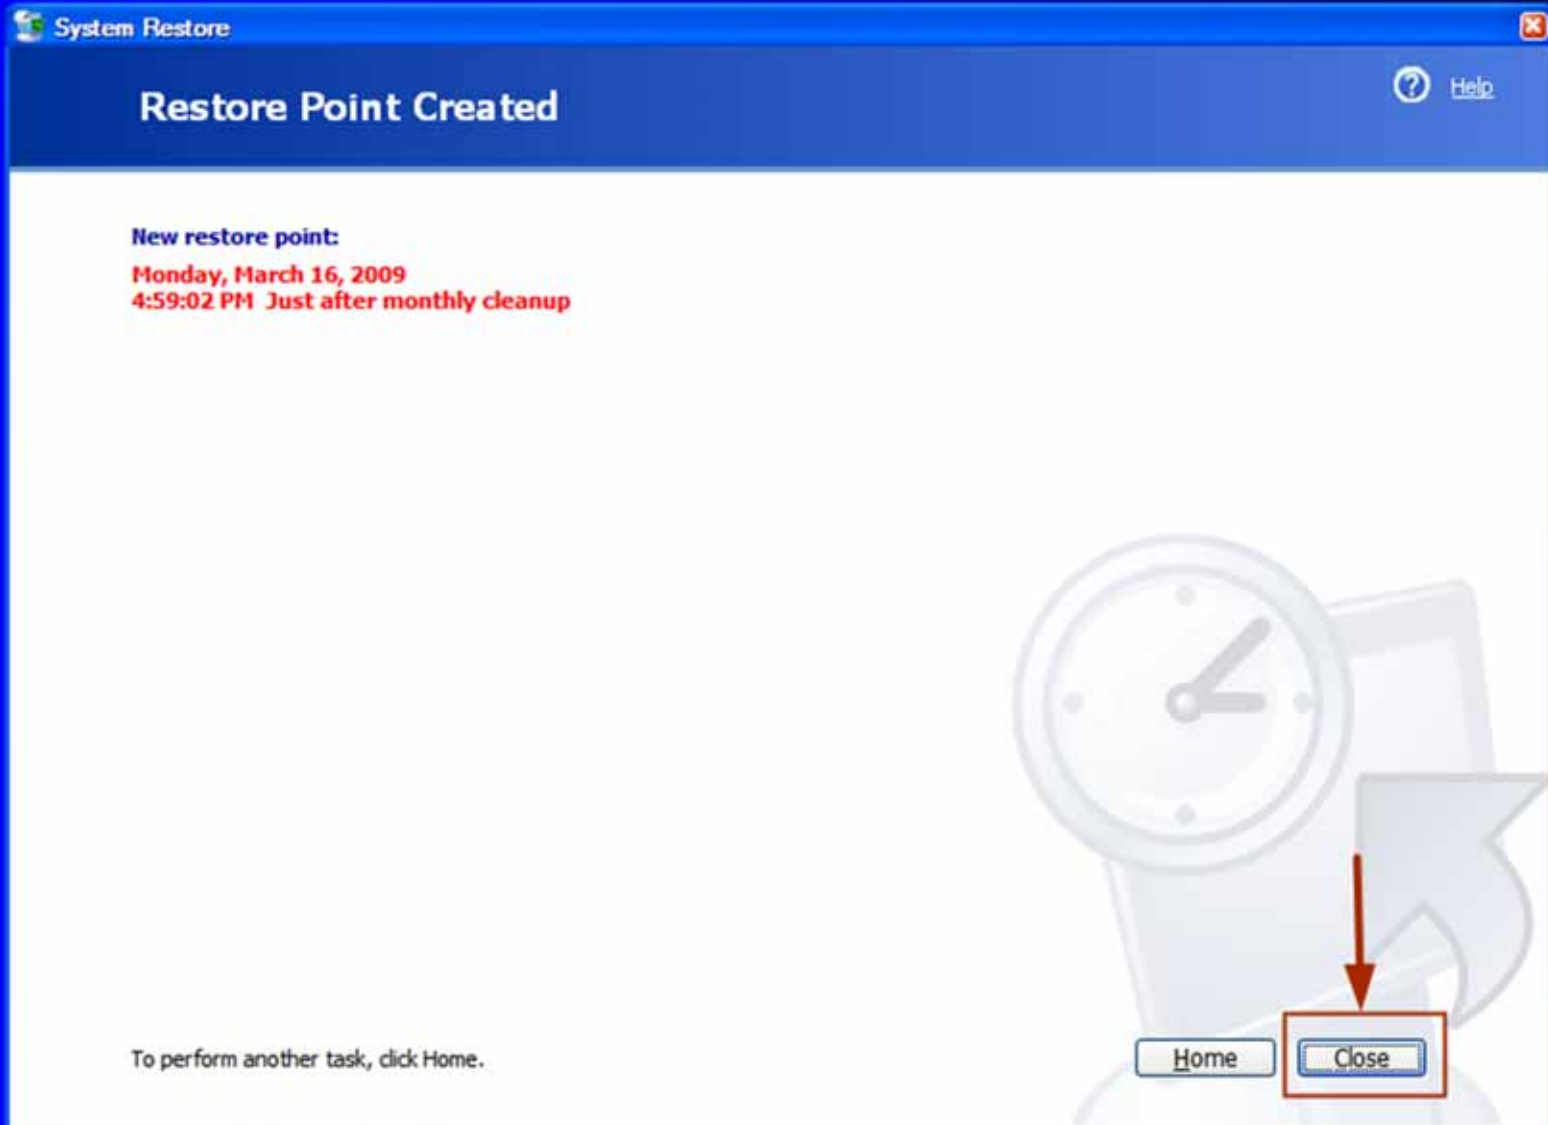 System Restore
Restore Point Created
Help
New restore point:
Monday, March 16, 2009
4:59:02 PM  Just after monthly cleanup
To perform another task, click Home.
Home
Close